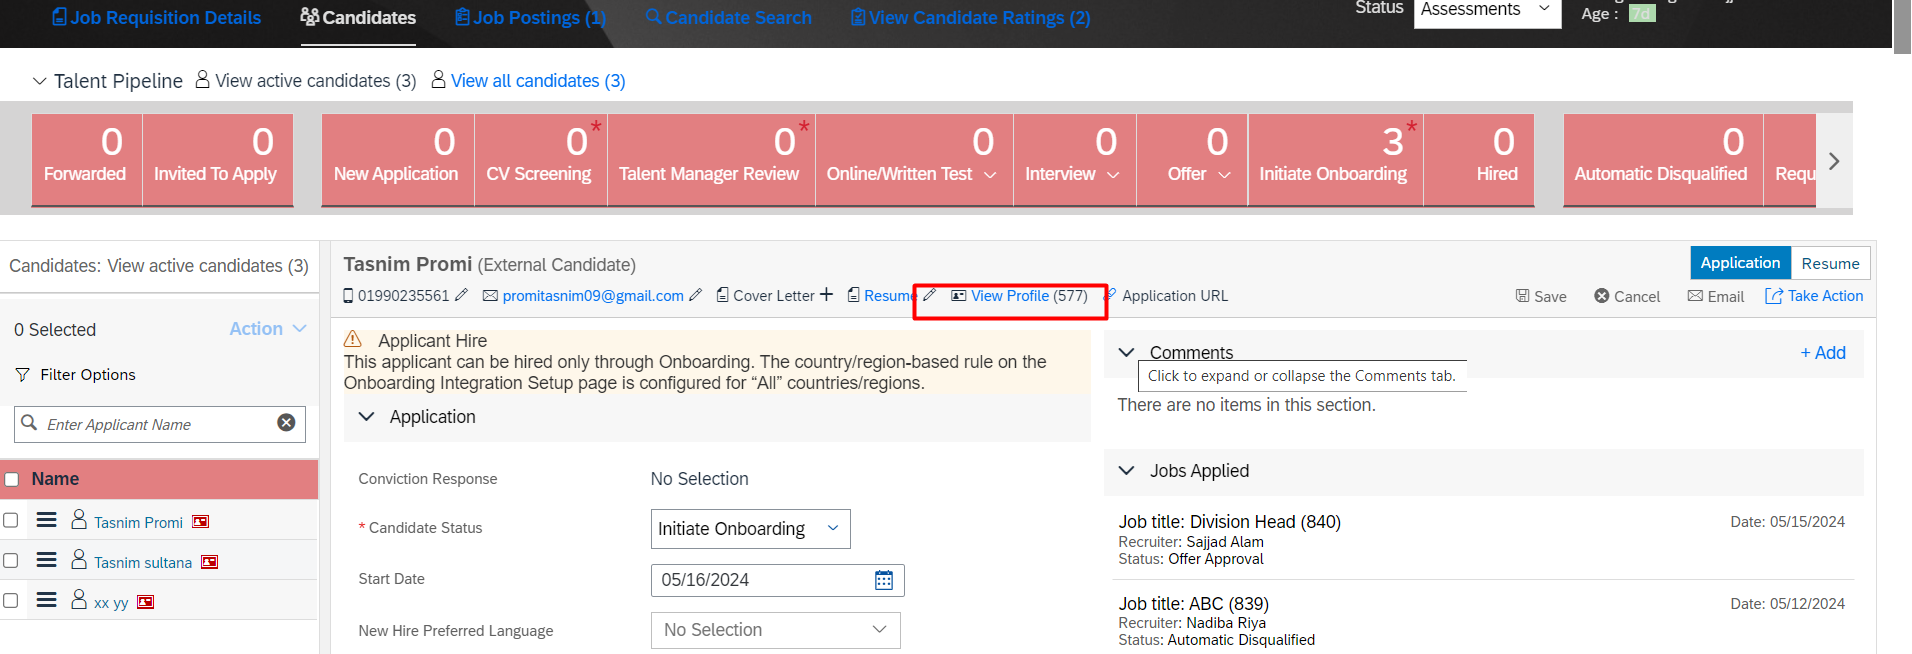 Job Requisition Details Candidates Job Postings (1) Candidate Search View Candidate Ratings (2) Status Assessments Age : 7d
Talent Pipeline View active candidates (3) View all candidates (3)
0 Forwarded
0 Invited To Apply
0 New Application
0* CV Screening
0* Talent Manager Review
0 Online/Written Test
0 Interview
0 Offer
3* Initiate Onboarding
0 Hired
0 Automatic Disqualified
Requ
Candidates: View active candidates (3)
0 Selected Action
Filter Options
Enter Applicant Name
Name
Tasnim Promi
Tasnim sultana
xx yy
Tasnim Promi (External Candidate)
Application Resume
01990235561 promitasnim09@gmail.com Cover Letter + Resume View Profile (577) Application URL
Save Cancel Email Take Action
Applicant Hire
This applicant can be hired only through Onboarding. The country/region-based rule on the
Onboarding Integration Setup page is configured for “All” countries/regions.
Application
Conviction Response No Selection
* Candidate Status Initiate Onboarding
Start Date 05/16/2024
New Hire Preferred Language No Selection
Comments + Add
Click to expand or collapse the Comments tab.
There are no items in this section.
Jobs Applied
Job title: Division Head (840) Date: 05/15/2024
Recruiter: Sajjad Alam
Status: Offer Approval
Job title: ABC (839) Date: 05/12/2024
Recruiter: Nadiba Riya
Status: Automatic Disqualified